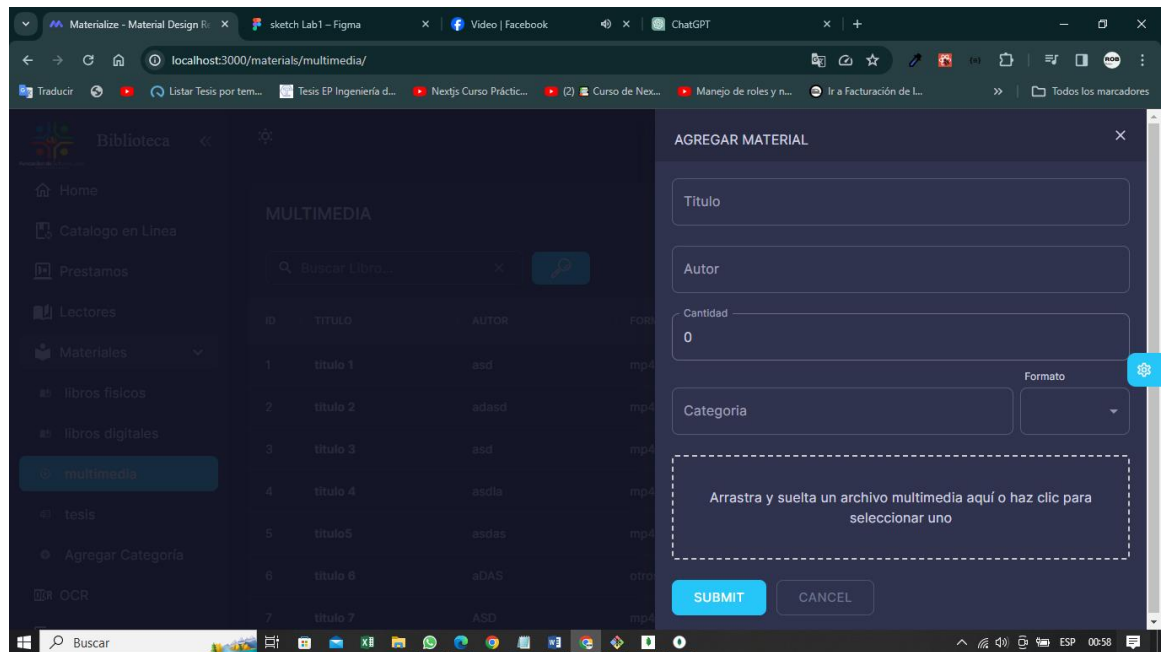 Materialize - Material Design R
sketch Lab1 – Figma
Video | Facebook
ChatGPT
localhost:3000/materials/multimedia/
Traducir
Listar Tesis por tem...
Tesis EP Ingeniería d...
Nextjs Curso Práctic...
(2) Curso de Nex...
Manejo de roles y n...
Ir a Facturación de l...
Todos los marcadores
Biblioteca
AGREGAR MATERIAL
Home
Titulo
MULTIMEDIA
Catalogo en Linea
Buscar Libro...
Autor
Prestamos
Lectores
Cantidad
0
ID TITULO AUTOR FOR
Materiales
1 titulo 1 asd mp4
libros fisicos
Formato
2 titulo 2 adasd mp4
Categoria
libros digitales
3 titulo 3 asd mp4
multimedia
4 titulo 4 asdla mp4
Arrastra y suelta un archivo multimedia aquí o haz clic para
seleccionar uno
tesis
5 titulo5 asdas mp4
Agregar Categoría
6 titulo 6 aDAS otro
OCR
SUBMIT
CANCEL
7 titulo 7 ASD mp4
Buscar
ESP 00:58